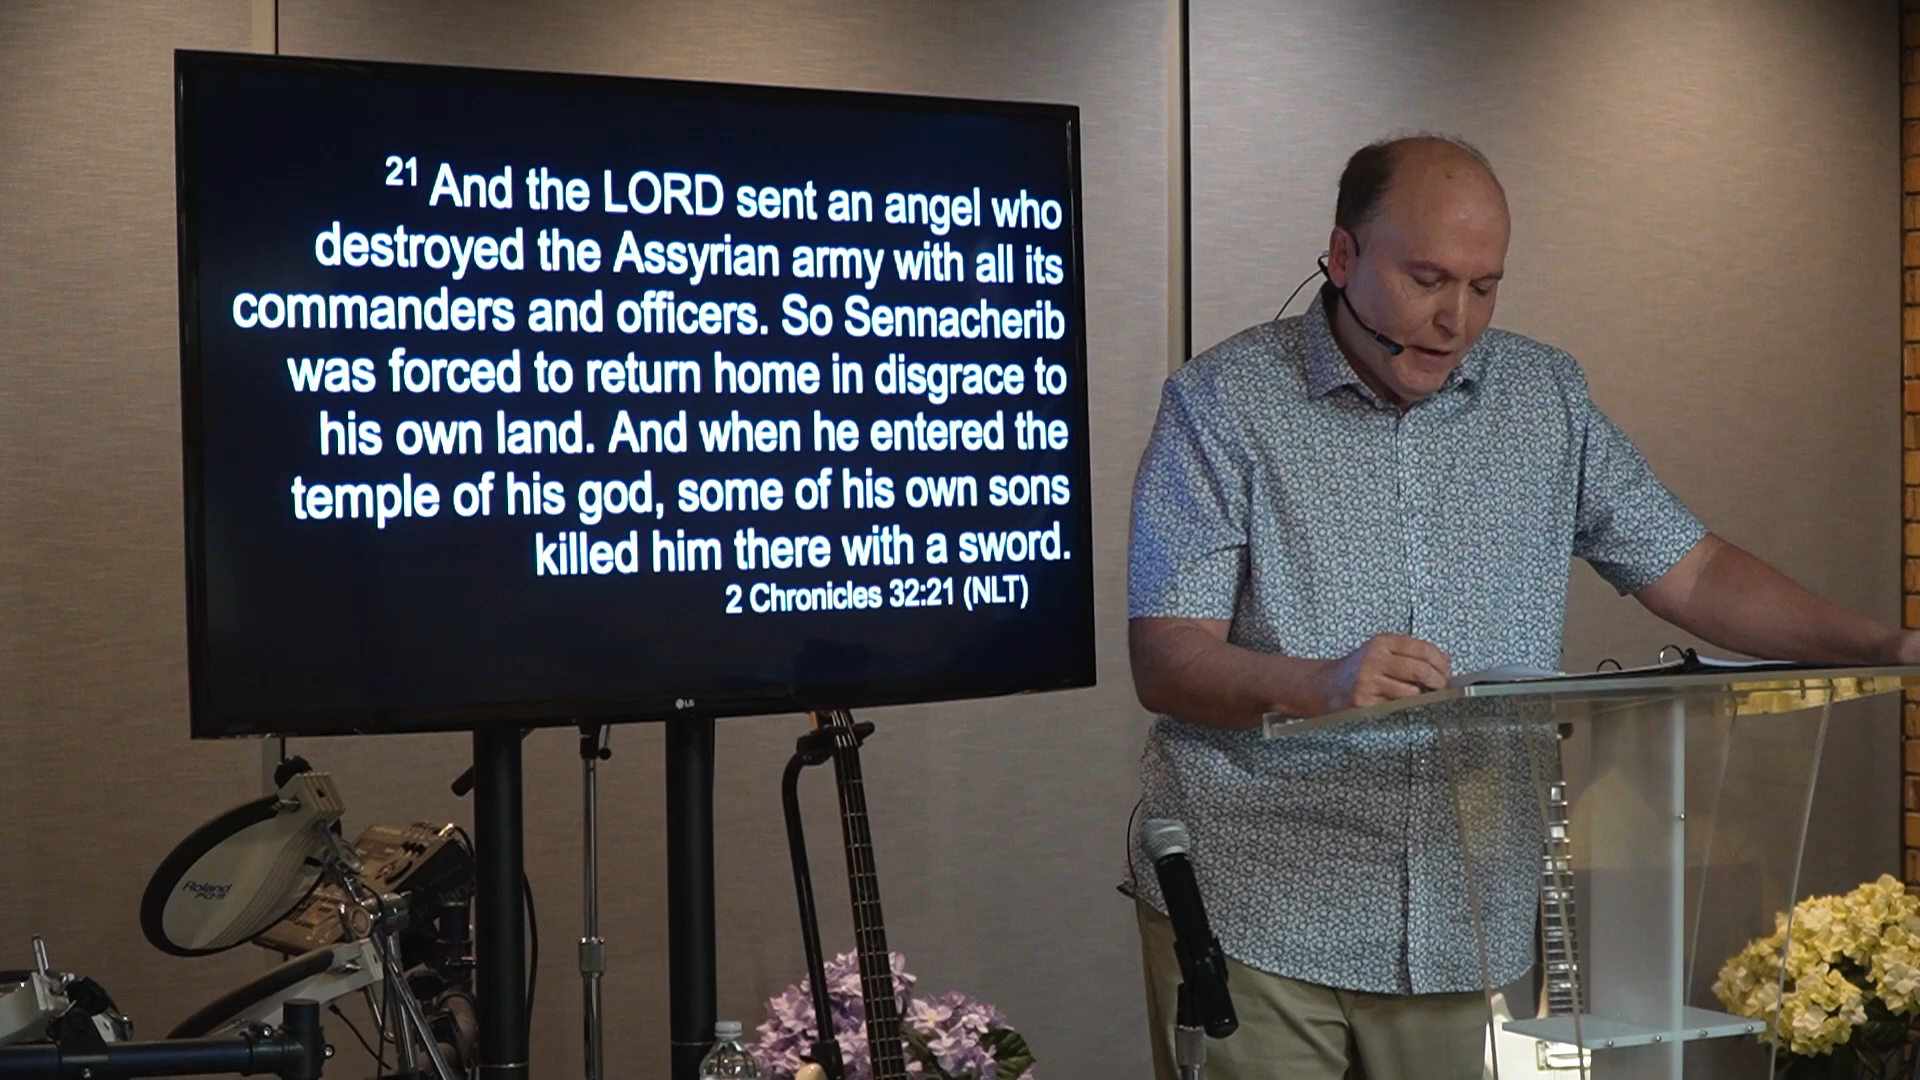 21 And the LORD sent an angel who
destroyed the Assyrian army with all its
commanders and officers. So Sennacherib
was forced to return home in disgrace to
his own land. And when he entered the
temple of his god, some of his own sons
killed him there with a sword.
2 Chronicles 32:21 (NLT)
LG
Roland